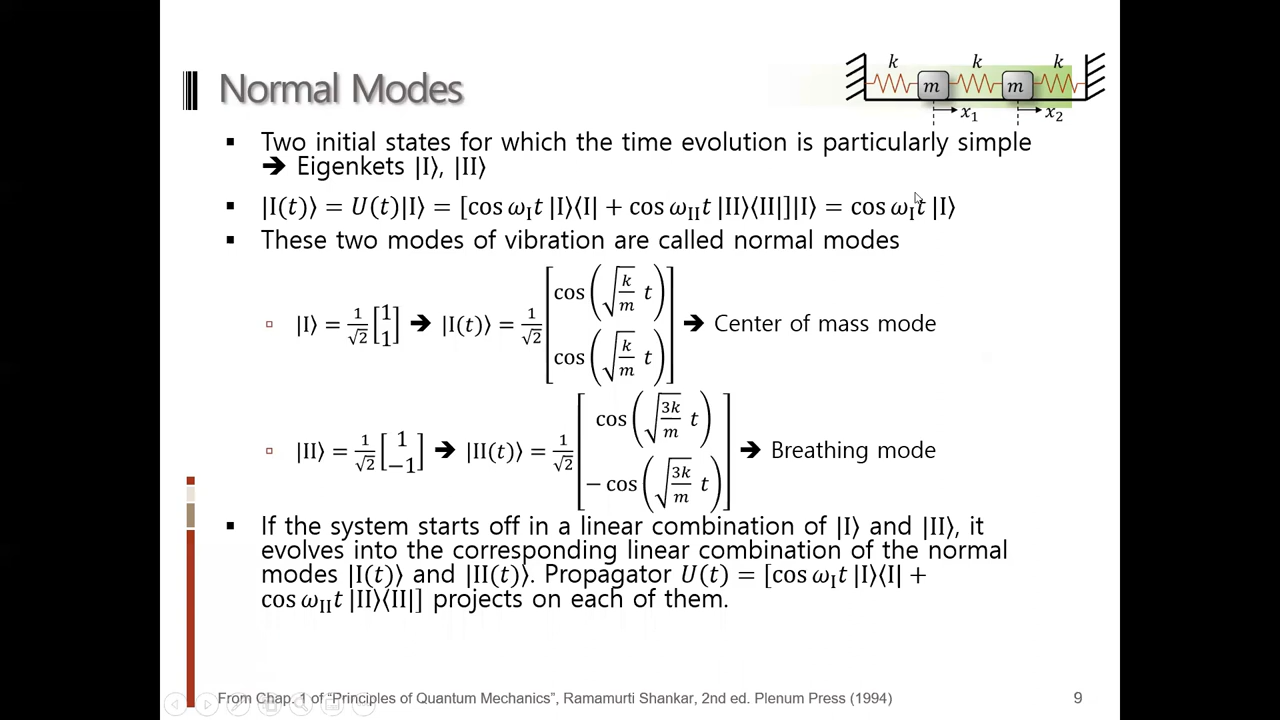 Normal Modes
k k k
m m
x₁ x₂
▪ Two initial states for which the time evolution is particularly simple
➔ Eigenkets |I⟩, |II⟩
▪ |I(t)⟩ = U(t)|I⟩ = [cos ω_I t |I⟩⟨I| + cos ω_II t |II⟩⟨II|]|I⟩ = cos ω_I t |I⟩
▪ These two modes of vibration are called normal modes
▫ |I⟩ = 1/√2 [1; 1] ➔ |I(t)⟩ = 1/√2 [cos(√(k/m) t); cos(√(k/m) t)] ➔ Center of mass mode
▫ |II⟩ = 1/√2 [1; −1] ➔ |II(t)⟩ = 1/√2 [cos(√(3k/m) t); −cos(√(3k/m) t)] ➔ Breathing mode
▪ If the system starts off in a linear combination of |I⟩ and |II⟩, it
evolves into the corresponding linear combination of the normal
modes |I(t)⟩ and |II(t)⟩. Propagator U(t) = [cos ω_I t |I⟩⟨I| +
cos ω_II t |II⟩⟨II|] projects on each of them.
From Chap. 1 of “Principles of Quantum Mechanics”, Ramamurti Shankar, 2nd ed. Plenum Press (1994)
9